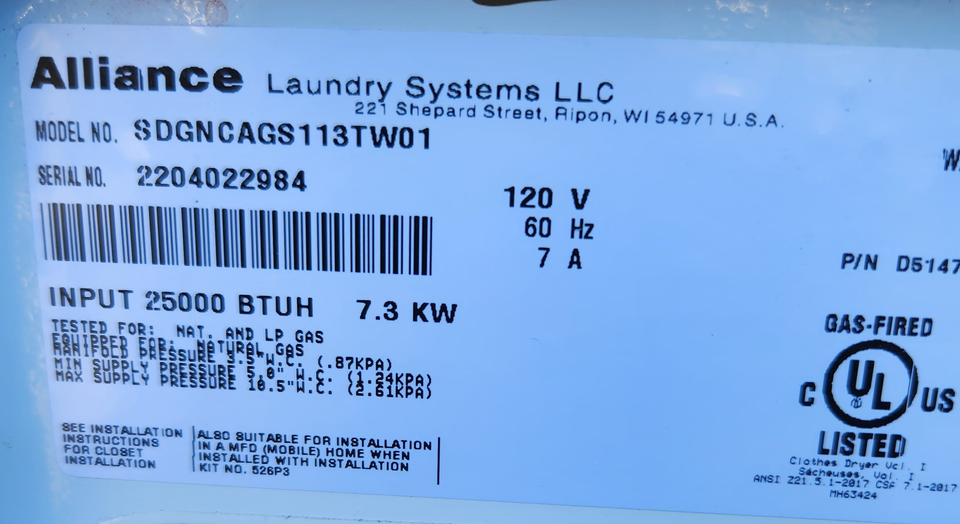 Alliance Laundry Systems LLC
221 Shepard Street, Ripon, WI 54971 U.S.A.
MODEL NO. SDGNCAGS113TW01
SERIAL NO. 2204022984
120 V
60 Hz
7 A
P/N D5147
INPUT 25000 BTUH 7.3 KW
TESTED FOR: NAT. AND LP GAS
EQUIPPED FOR: NATURAL GAS
MANIFOLD PRESSURE 3.5"W.C. (.87KPA)
MIN SUPPLY PRESSURE 5.0" W.C. (1.24KPA)
MAX SUPPLY PRESSURE 10.5"W.C. (2.61KPA)
SEE INSTALLATION
INSTRUCTIONS
FOR CLOSET
INSTALLATION
ALSO SUITABLE FOR INSTALLATION
IN A MFD (MOBILE) HOME WHEN
INSTALLED WITH INSTALLATION
KIT NO. 526P3
GAS-FIRED
C UL US
LISTED
Clothes Dryer Vol. I
Sécheuses, Vol. I
ANSI Z21.5.1-2017 CSA 7.1-2017
MH63424